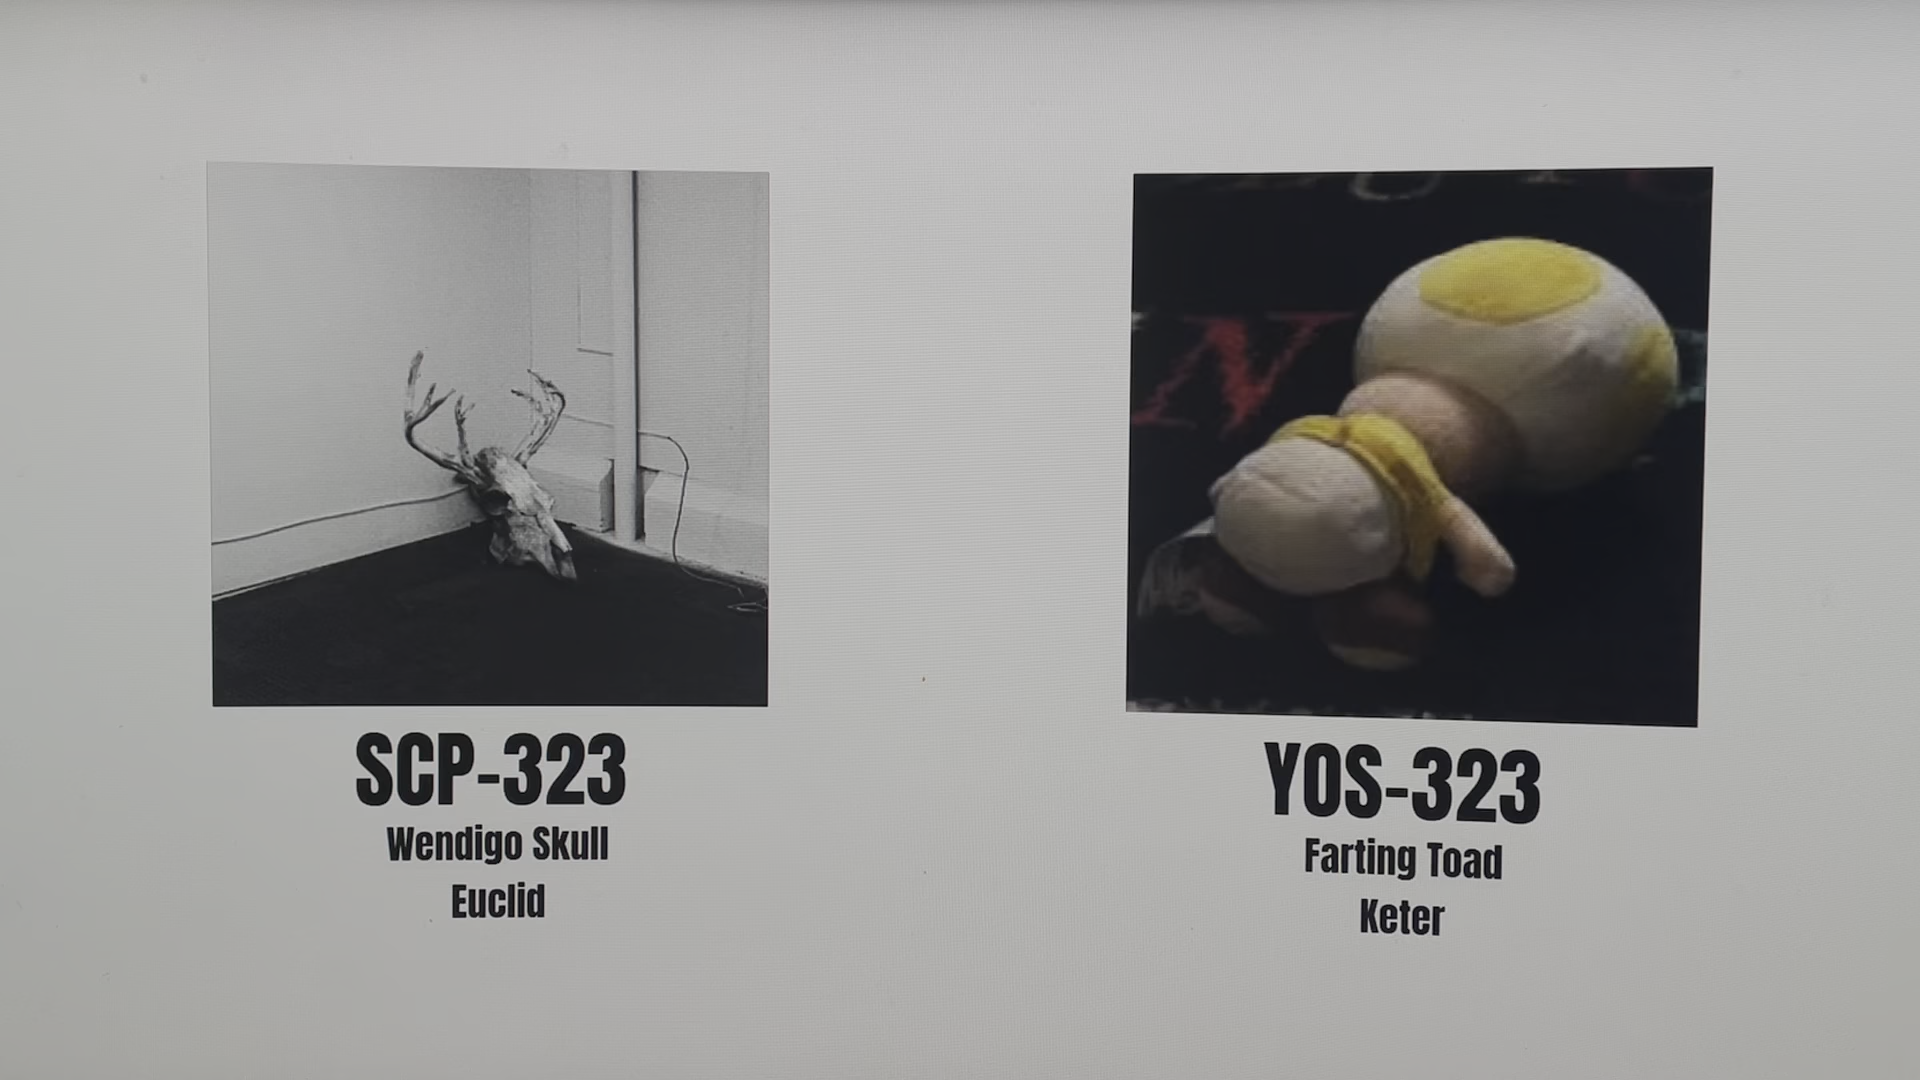 SCP-323
Wendigo Skull
Euclid
N
YOS-323
Farting Toad
Keter